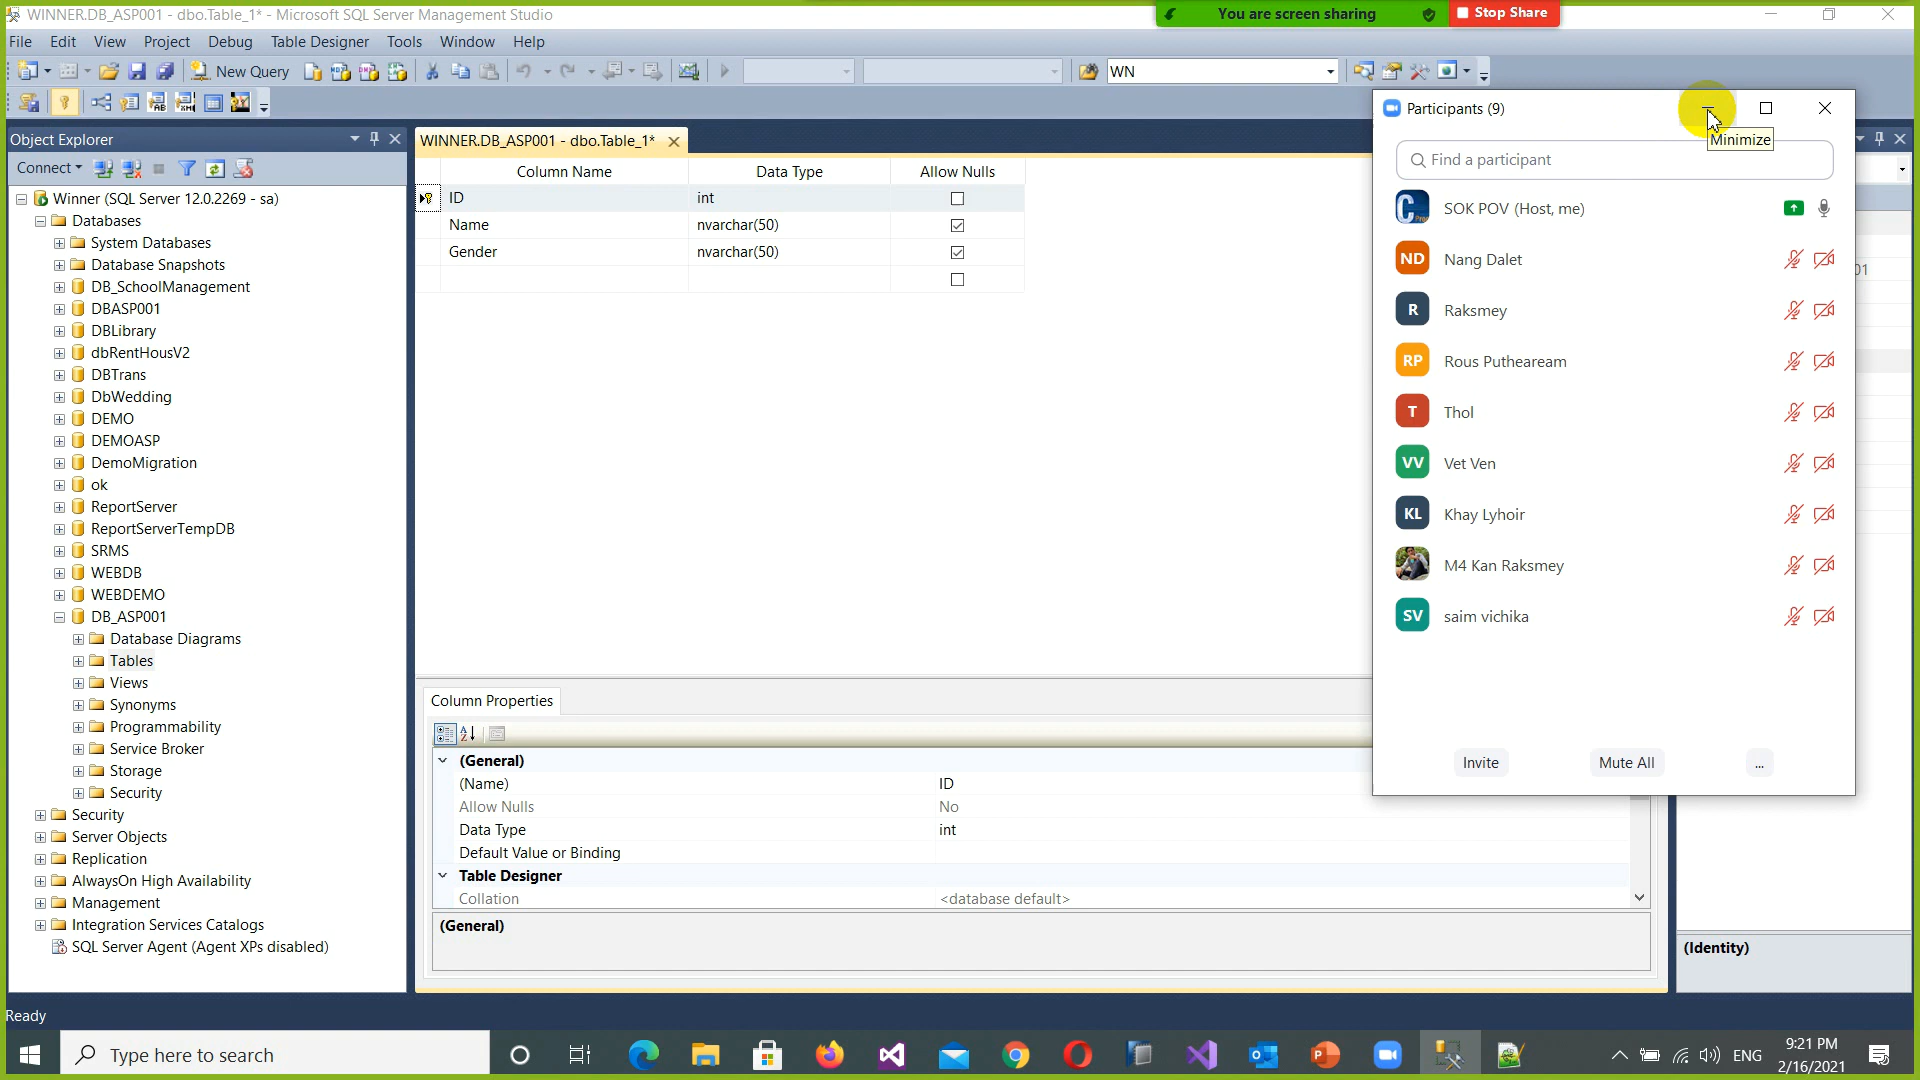 WINNER.DB_ASP001 - dbo.Table_1* - Microsoft SQL Server Management Studio
You are screen sharing
Stop Share
File Edit View Project Debug Table Designer Tools Window Help
New Query
WN
Object Explorer
Connect
Winner (SQL Server 12.0.2269 - sa)
Databases
System Databases
Database Snapshots
DB_SchoolManagement
DBASP001
DBLibrary
dbRentHousV2
DBTrans
DbWedding
DEMO
DEMOASP
DemoMigration
ok
ReportServer
ReportServerTempDB
SRMS
WEBDB
WEBDEMO
DB_ASP001
Database Diagrams
Tables
Views
Synonyms
Programmability
Service Broker
Storage
Security
Security
Server Objects
Replication
AlwaysOn High Availability
Management
Integration Services Catalogs
SQL Server Agent (Agent XPs disabled)
WINNER.DB_ASP001 - dbo.Table_1*
Column Name Data Type Allow Nulls
ID int
Name nvarchar(50)
Gender nvarchar(50)
Column Properties
(General)
(Name) ID
Allow Nulls No
Data Type int
Default Value or Binding
Table Designer
Collation <database default>
(General)
Participants (9)
Minimize
Find a participant
SOK POV (Host, me)
ND Nang Dalet
R Raksmey
RP Rous Putheaream
T Thol
VV Vet Ven
KL Khay Lyhoir
M4 Kan Raksmey
SV saim vichika
Invite Mute All ...
01
(Identity)
Ready
Type here to search
ENG
9:21 PM
2/16/2021